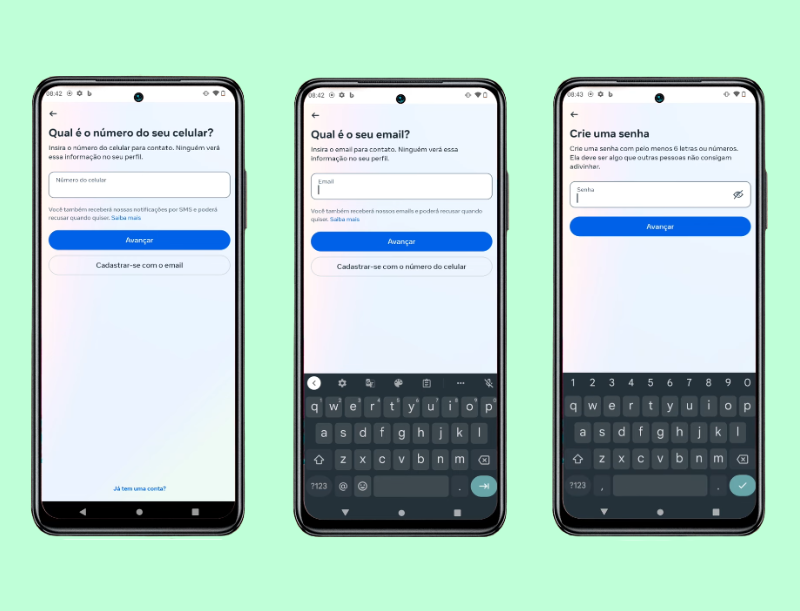 08:42
Qual é o número do seu celular?
Insira o número do celular para contato. Ninguém verá
essa informação no seu perfil.
Número do celular
Você também receberá nossas notificações por SMS e poderá
recusar quando quiser. Saiba mais
Avançar
Cadastrar-se com o email
Já tem uma conta?
08:42
Qual é o seu email?
Insira o email para contato. Ninguém verá essa
informação no seu perfil.
Email
Você também receberá nossos emails e poderá recusar quando
quiser. Saiba mais
Avançar
Cadastrar-se com o número do celular
q w e r t y u i o p
a s d f g h j k l
z x c v b n m
?123 @ .
08:43
Crie uma senha
Crie uma senha com pelo menos 6 letras ou números.
Ela deve ser algo que outras pessoas não consigam
adivinhar.
Senha
Avançar
1 2 3 4 5 6 7 8 9 0
q w e r t y u i o p
a s d f g h j k l
z x c v b n m
?123 , .